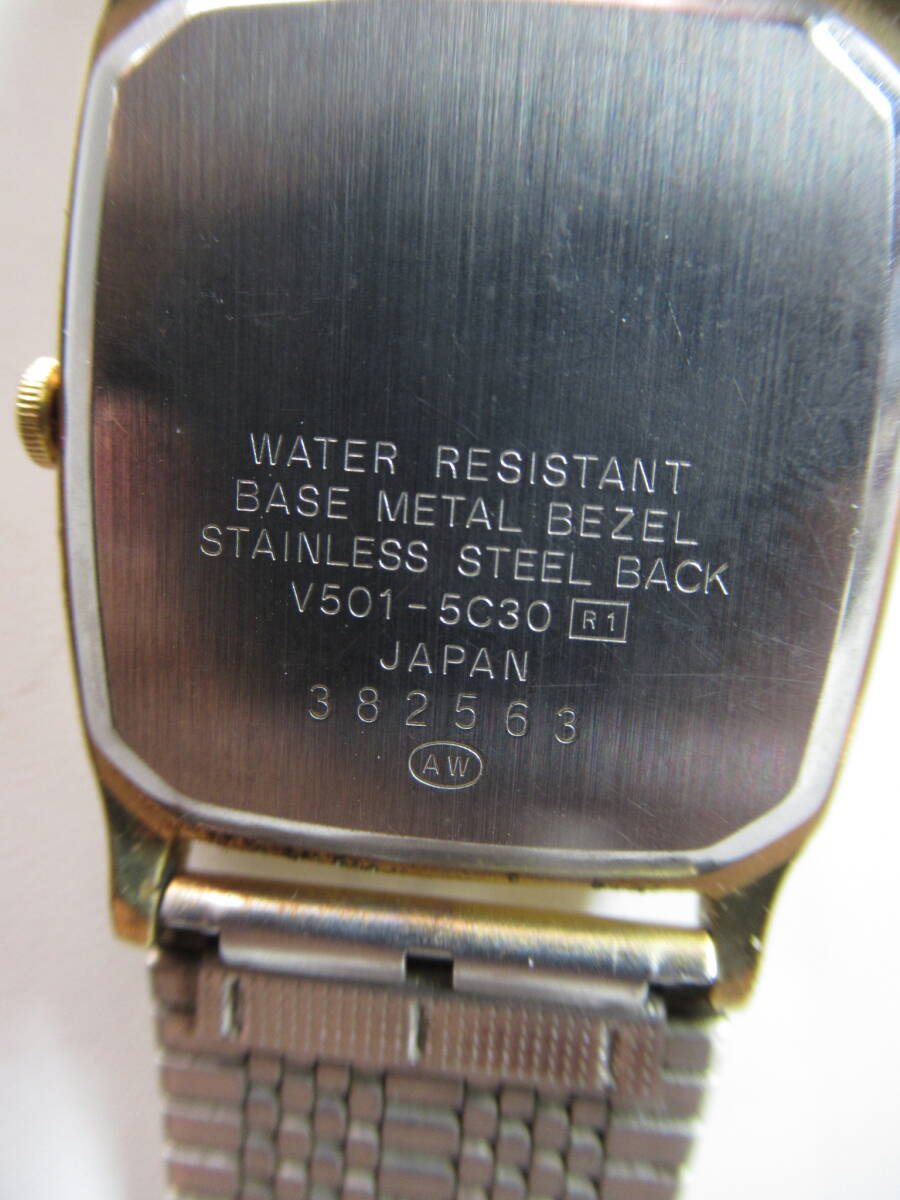 WATER RESISTANT
BASE METAL BEZEL
STAINLESS STEEL BACK
V501-5C30 R1
JAPAN
382563
AW